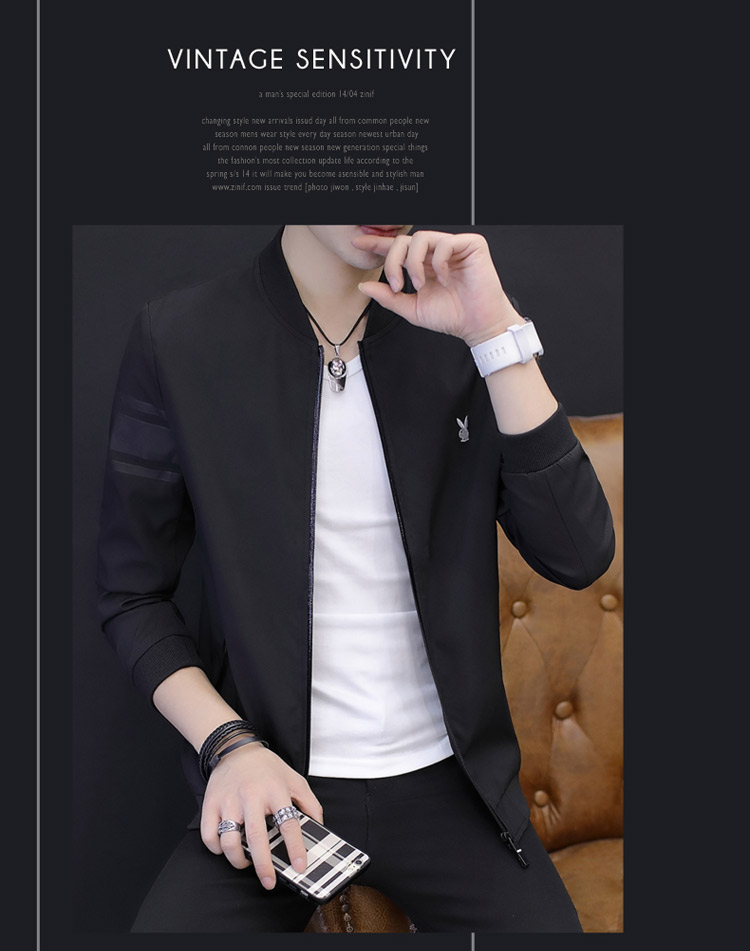 VINTAGE SENSITIVITY
a man's special edition 14/04 zinif
changing style new arrivals issud day all from common people new
season mens wear style every day season newest urban day
all from connon people new season new generation special things
the fashion's most collection update life according to the
spring s/s 14 it will make you become asensible and stylish man
www.zinif.com issue trend [photo jiwon , style jinhae , jisun]